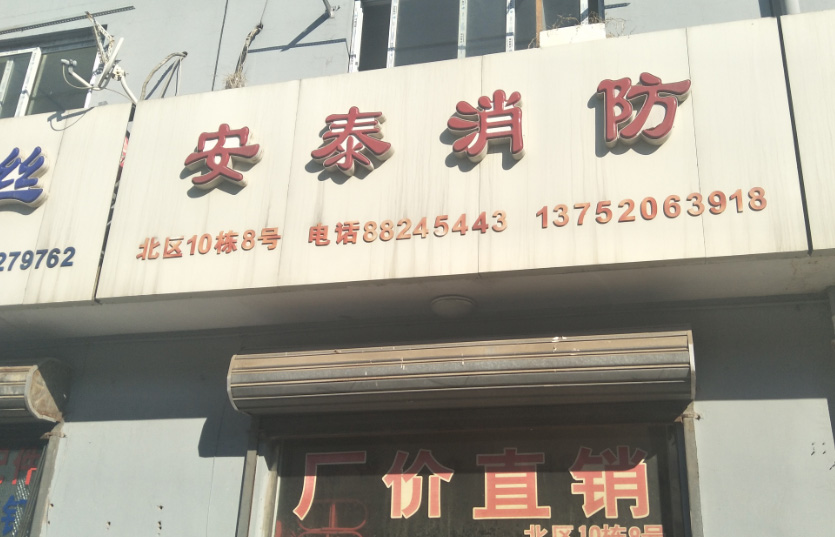 安泰消防
北区10栋8号 电话88245443 13752063918
丝
279762
厂价直销
北区10栋8号